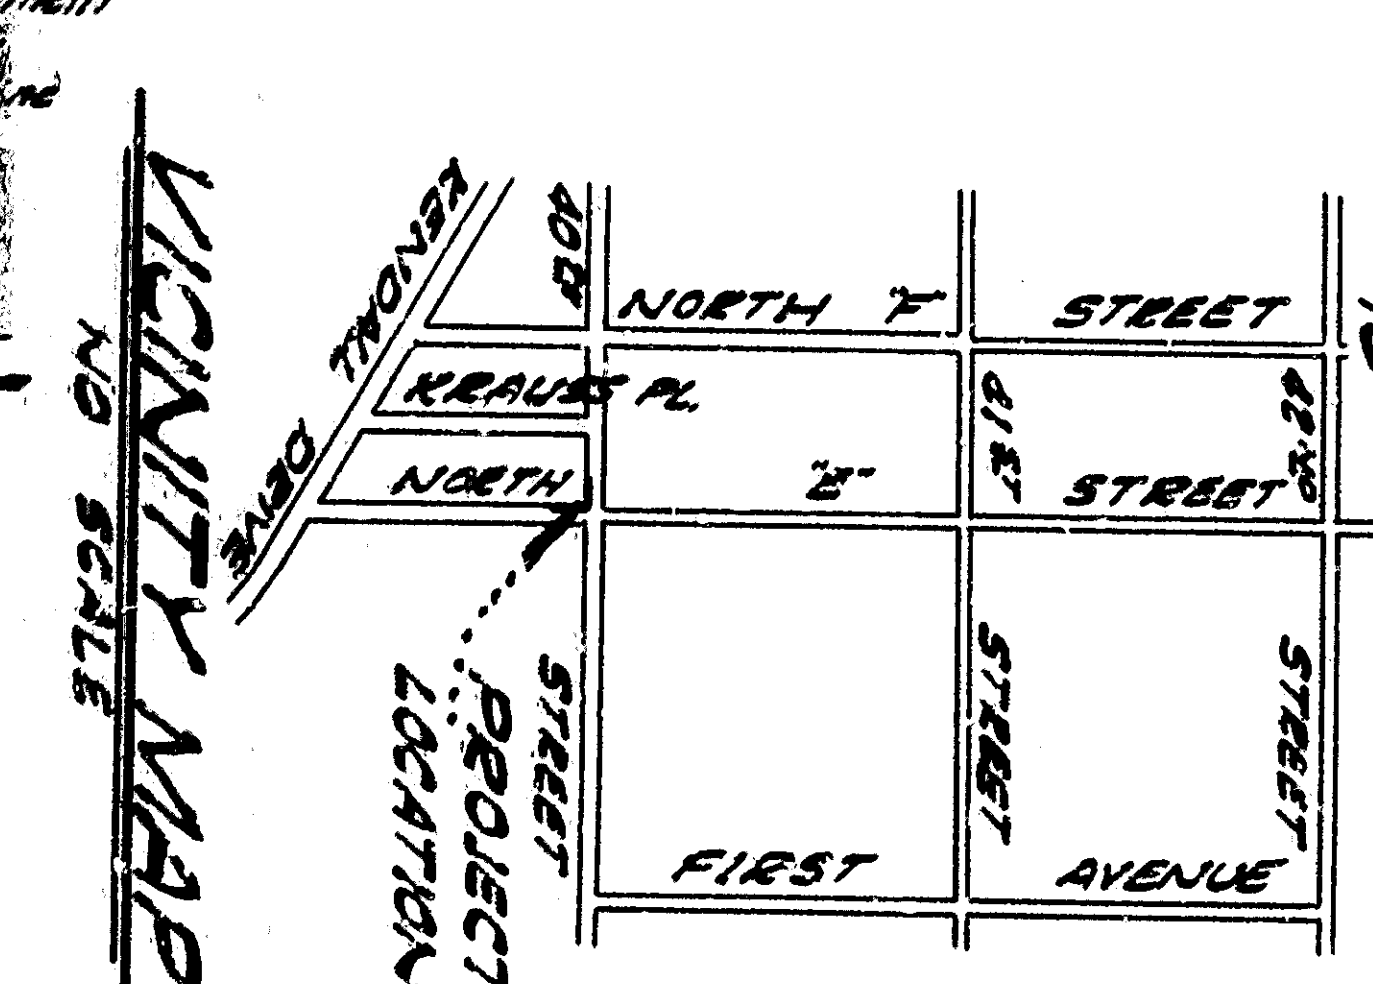 VICINITY MAP
NO SCALE
KENDALL
DRIVE
40TH
STREET
NORTH "F" STREET
KRAUSS PL.
NORTH "E" STREET
41ST
STREET
42ND
STREET
PROJECT
LOCATION
FIRST AVENUE